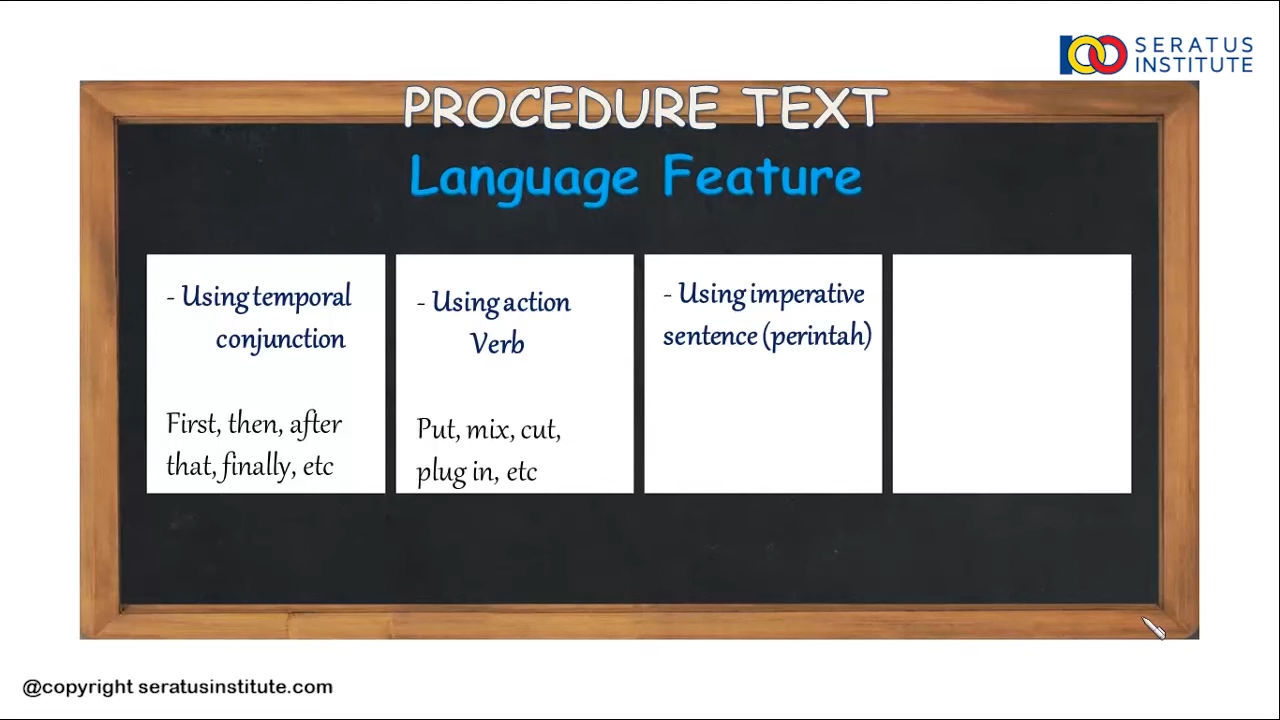 SERATUS
INSTITUTE
PROCEDURE TEXT
Language Feature
- Using temporal
conjunction
First, then, after
that, finally, etc
- Using action
Verb
Put, mix, cut,
plug in, etc
- Using imperative
sentence (perintah)
@copyright seratusinstitute.com